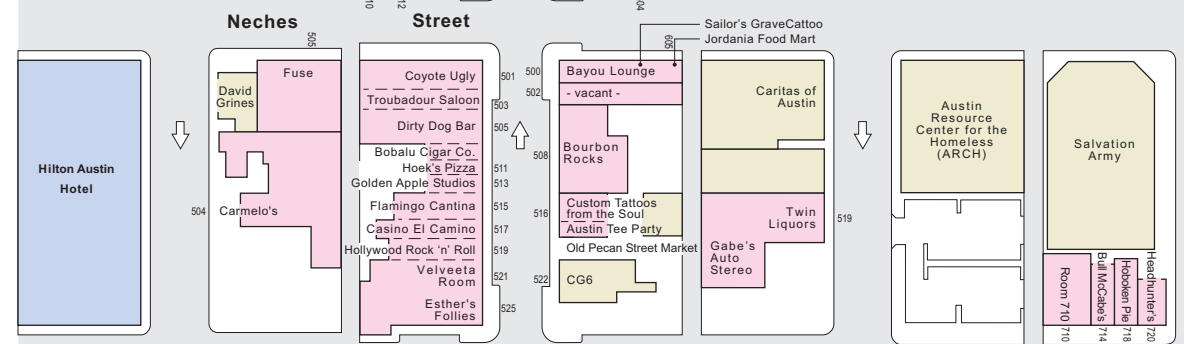 10
12
04
Neches
Street
Sailor's GraveCattoo
Jordania Food Mart
505
605
Hilton Austin
Hotel
David
Grines
Fuse
504
Carmelo's
Coyote Ugly
501
Troubadour Saloon
503
Dirty Dog Bar
505
Bobalu Cigar Co.
Hoek's Pizza
511
Golden Apple Studios
513
Flamingo Cantina
515
Casino El Camino
517
Hollywood Rock 'n' Roll
519
Velveeta
Room
521
Esther's
Follies
525
500
Bayou Lounge
502
- vacant -
508
Bourbon
Rocks
516
Custom Tattoos
from the Soul
Austin Tee Party
Old Pecan Street Market
522
CG6
Caritas of
Austin
Twin
Liquors
519
Gabe's
Auto
Stereo
Austin
Resource
Center for the
Homeless
(ARCH)
Salvation
Army
Room 710
710
Bull McCabe's
714
Hoboken Pie
718
Headhunter's
720